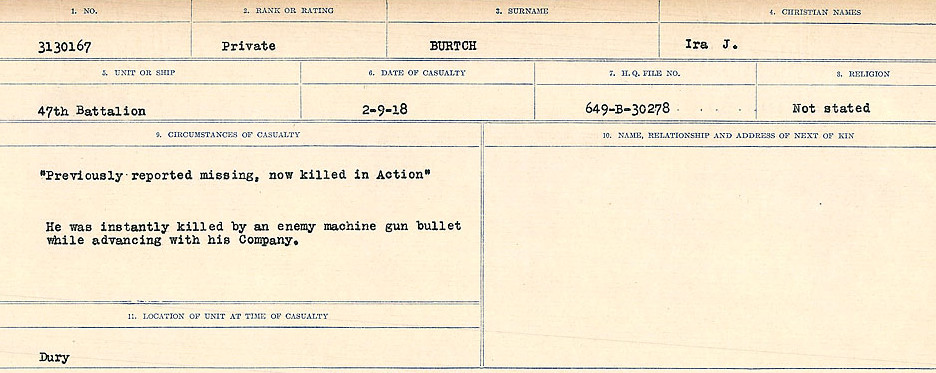 1. NO. 2. RANK OR RATING 3. SURNAME 4. CHRISTIAN NAMES
3130167 Private BURTCH Ira J.
5. UNIT OR SHIP 6. DATE OF CASUALTY 7. H.Q. FILE NO. 8. RELIGION
47th Battalion 2-9-18 649-B-30278 . . . . Not stated
9. CIRCUMSTANCES OF CASUALTY 10. NAME, RELATIONSHIP AND ADDRESS OF NEXT OF KIN
"Previously reported missing, now killed in Action"
He was instantly killed by an enemy machine gun bullet
while advancing with his Company.
11. LOCATION OF UNIT AT TIME OF CASUALTY
Dury